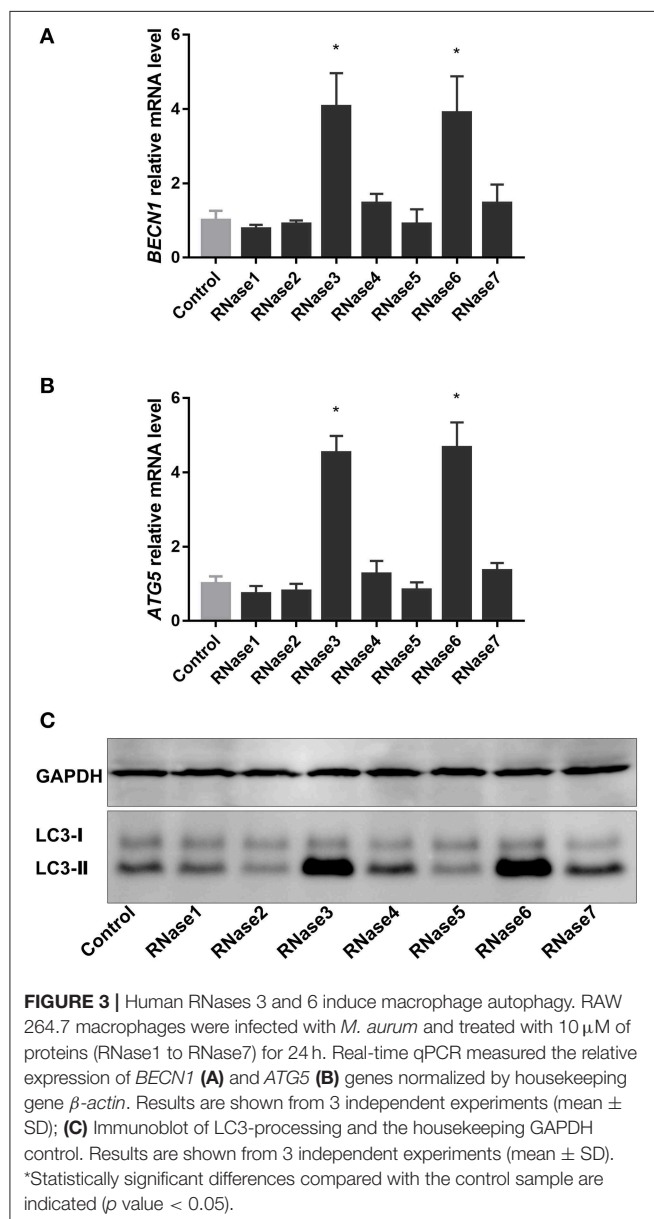 A
BECN1 relative mRNA level
6
4
2
0
*
*
Control
RNase1
RNase2
RNase3
RNase4
RNase5
RNase6
RNase7
B
ATG5 relative mRNA level
6
4
2
0
*
*
Control
RNase1
RNase2
RNase3
RNase4
RNase5
RNase6
RNase7
C
GAPDH
LC3-I
LC3-II
Control
RNase1
RNase2
RNase3
RNase4
RNase5
RNase6
RNase7
FIGURE 3 | Human RNases 3 and 6 induce macrophage autophagy. RAW
264.7 macrophages were infected with M. aurum and treated with 10 μM of
proteins (RNase1 to RNase7) for 24 h. Real-time qPCR measured the relative
expression of BECN1 (A) and ATG5 (B) genes normalized by housekeeping
gene β-actin. Results are shown from 3 independent experiments (mean ±
SD); (C) Immunoblot of LC3-processing and the housekeeping GAPDH
control. Results are shown from 3 independent experiments (mean ± SD).
*Statistically significant differences compared with the control sample are
indicated (p value < 0.05).